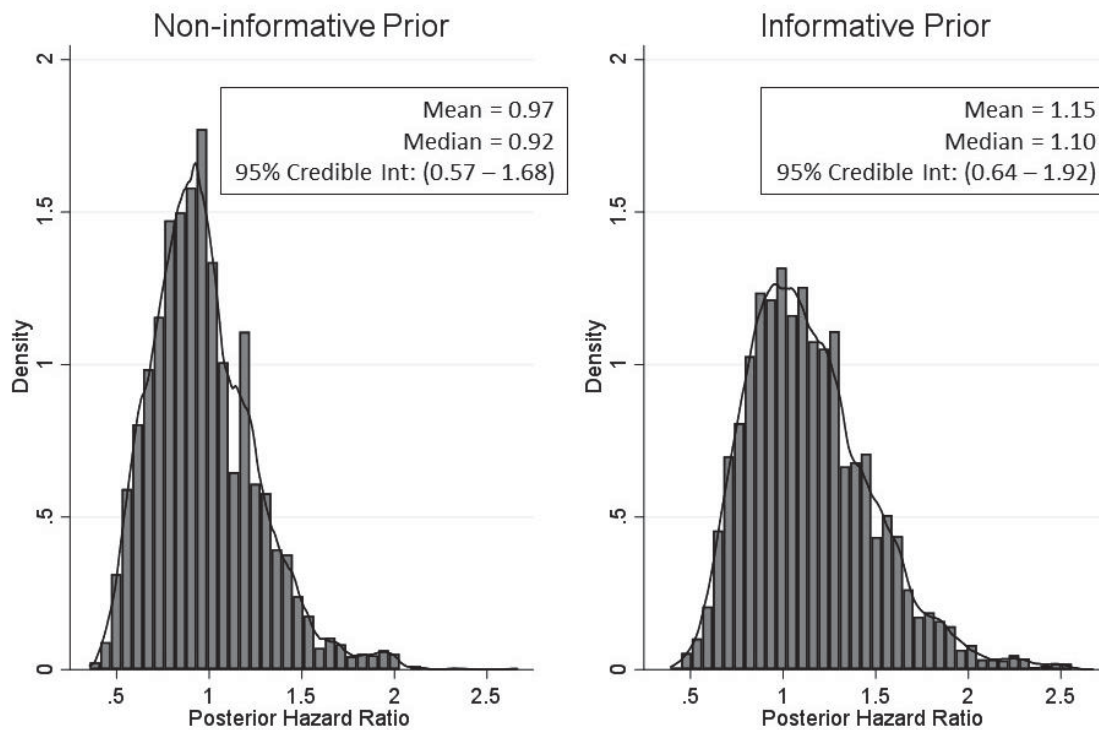 Non-informative Prior
2
1.5
1
.5
0
Density
Mean = 0.97
Median = 0.92
95% Credible Int: (0.57 – 1.68)
.5 1 1.5 2 2.5
Posterior Hazard Ratio
Informative Prior
2
1.5
1
.5
0
Density
Mean = 1.15
Median = 1.10
95% Credible Int: (0.64 – 1.92)
.5 1 1.5 2 2.5
Posterior Hazard Ratio